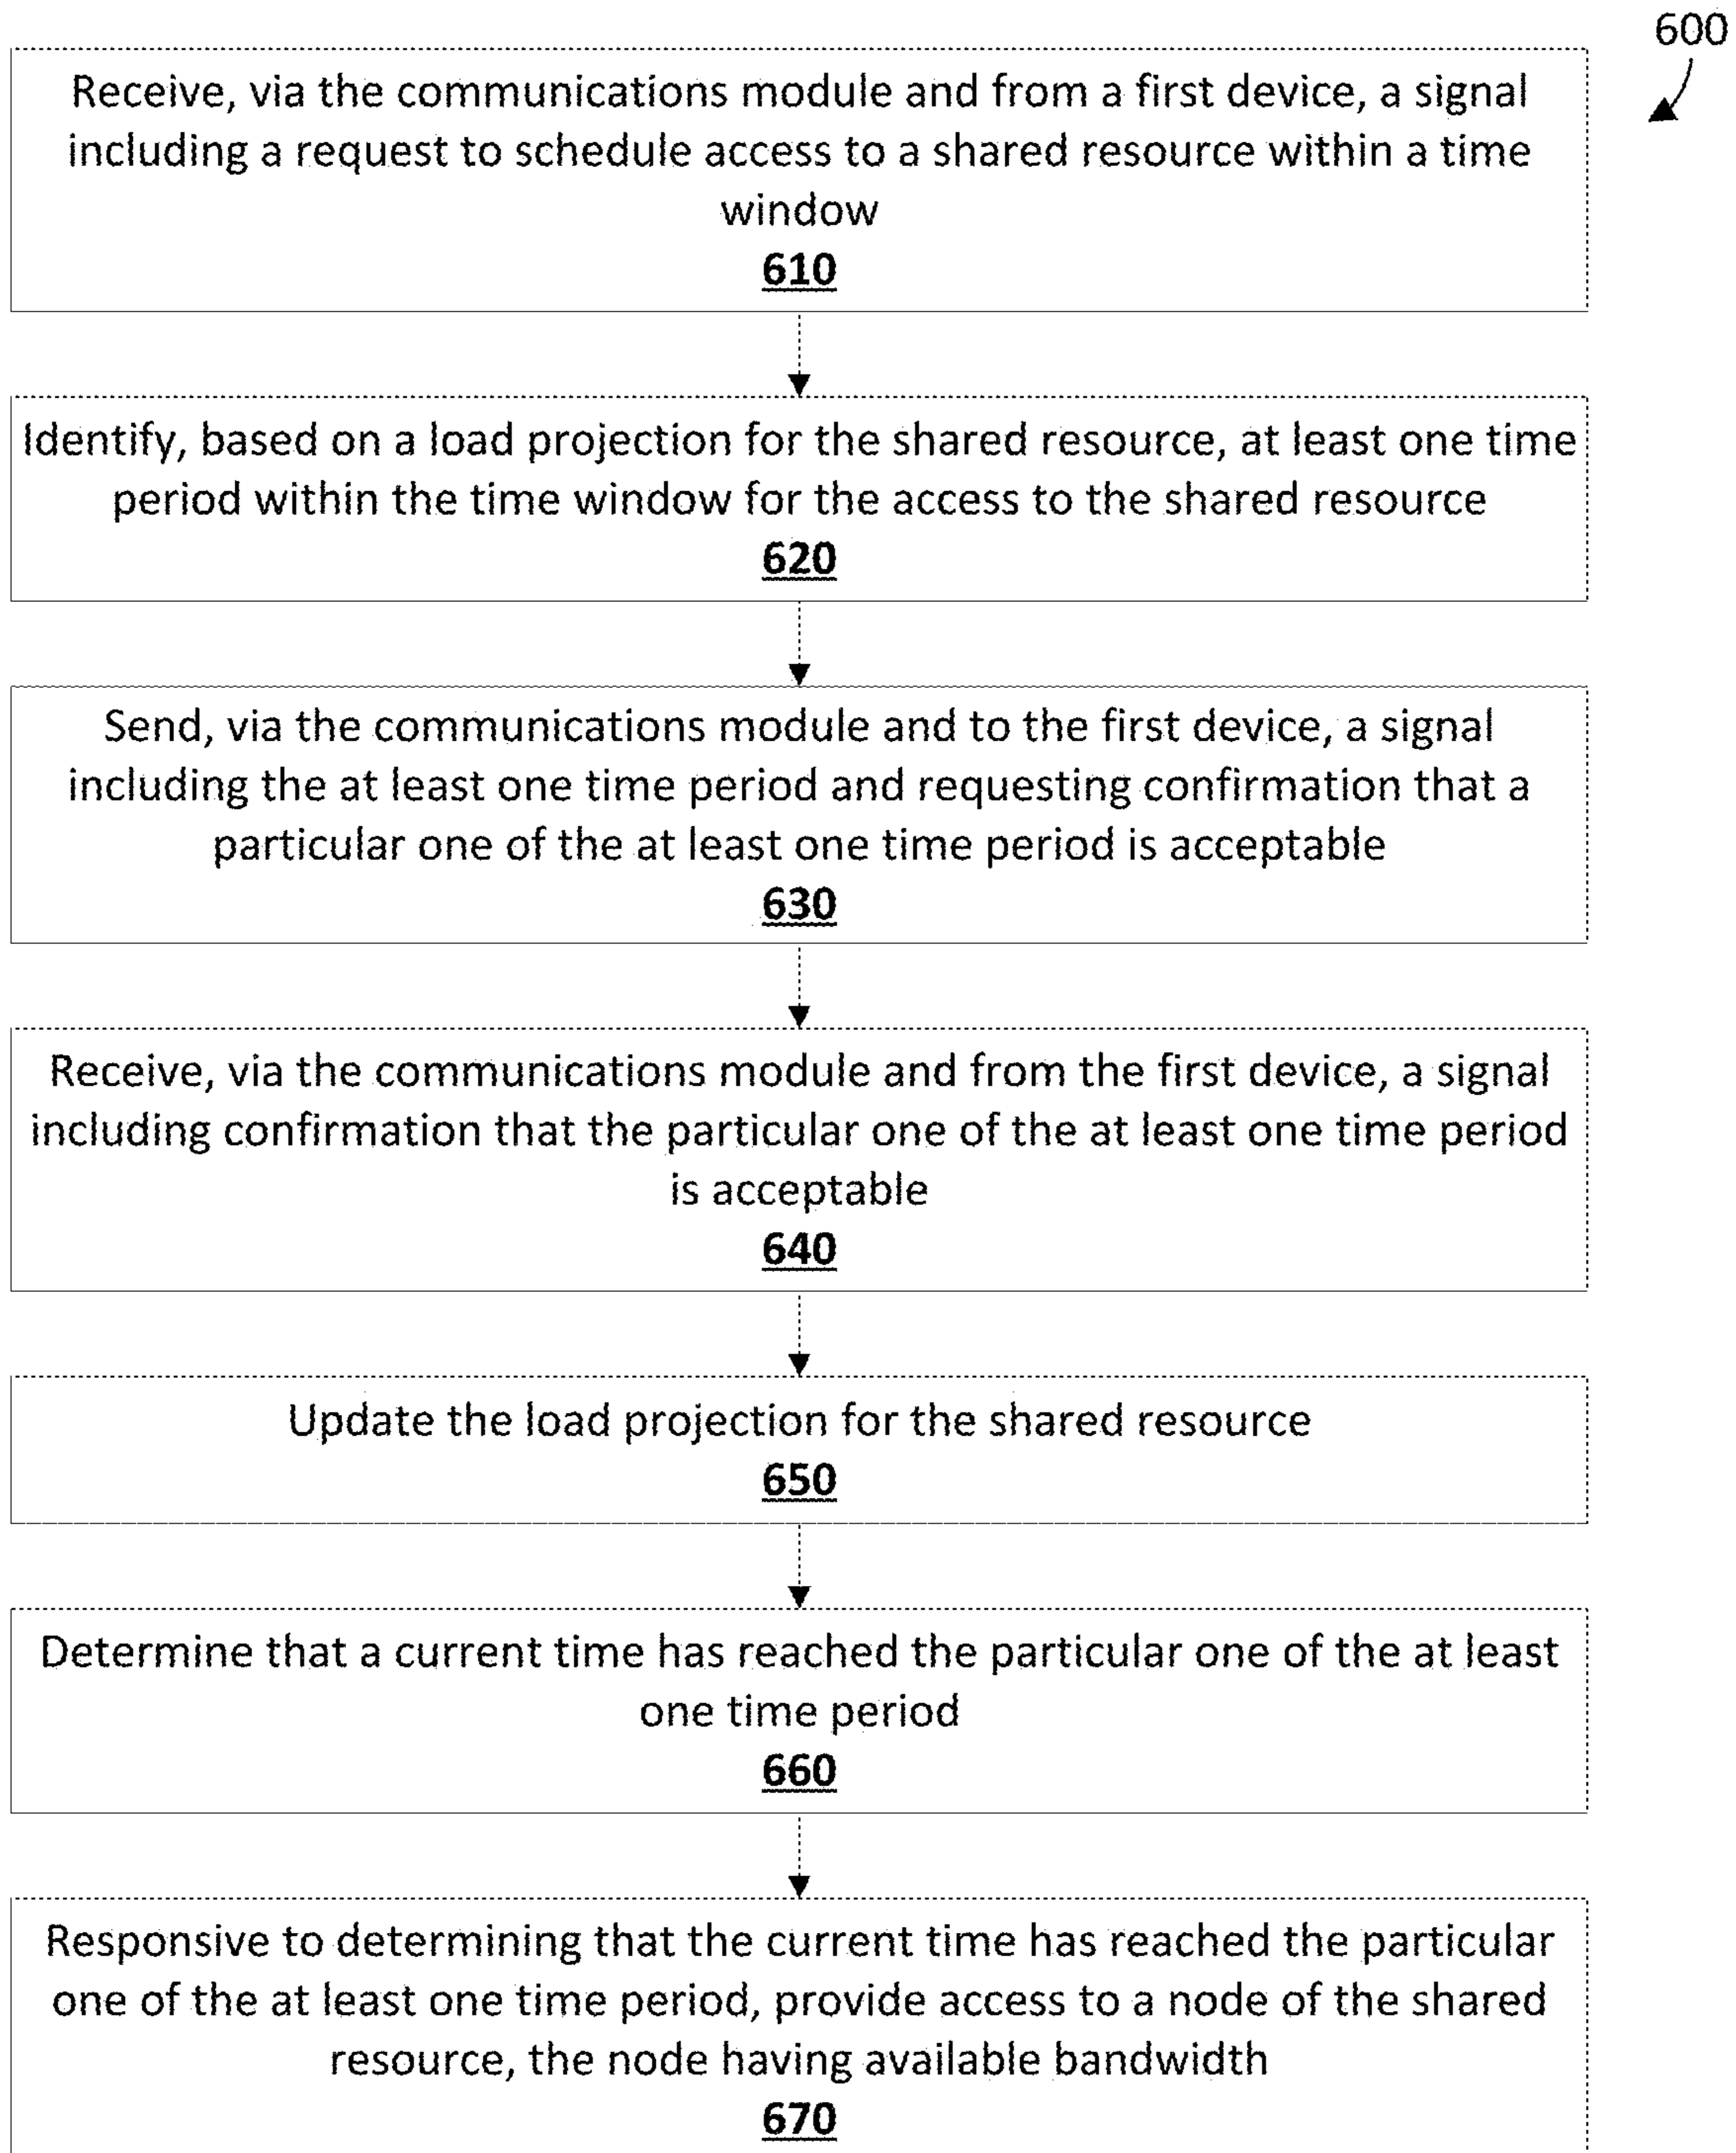 600
Receive, via the communications module and from a first device, a signal
including a request to schedule access to a shared resource within a time
window
610
Identify, based on a load projection for the shared resource, at least one time
period within the time window for the access to the shared resource
620
Send, via the communications module and to the first device, a signal
including the at least one time period and requesting confirmation that a
particular one of the at least one time period is acceptable
630
Receive, via the communications module and from the first device, a signal
including confirmation that the particular one of the at least one time period
is acceptable
640
Update the load projection for the shared resource
650
Determine that a current time has reached the particular one of the at least
one time period
660
Responsive to determining that the current time has reached the particular
one of the at least one time period, provide access to a node of the shared
resource, the node having available bandwidth
670